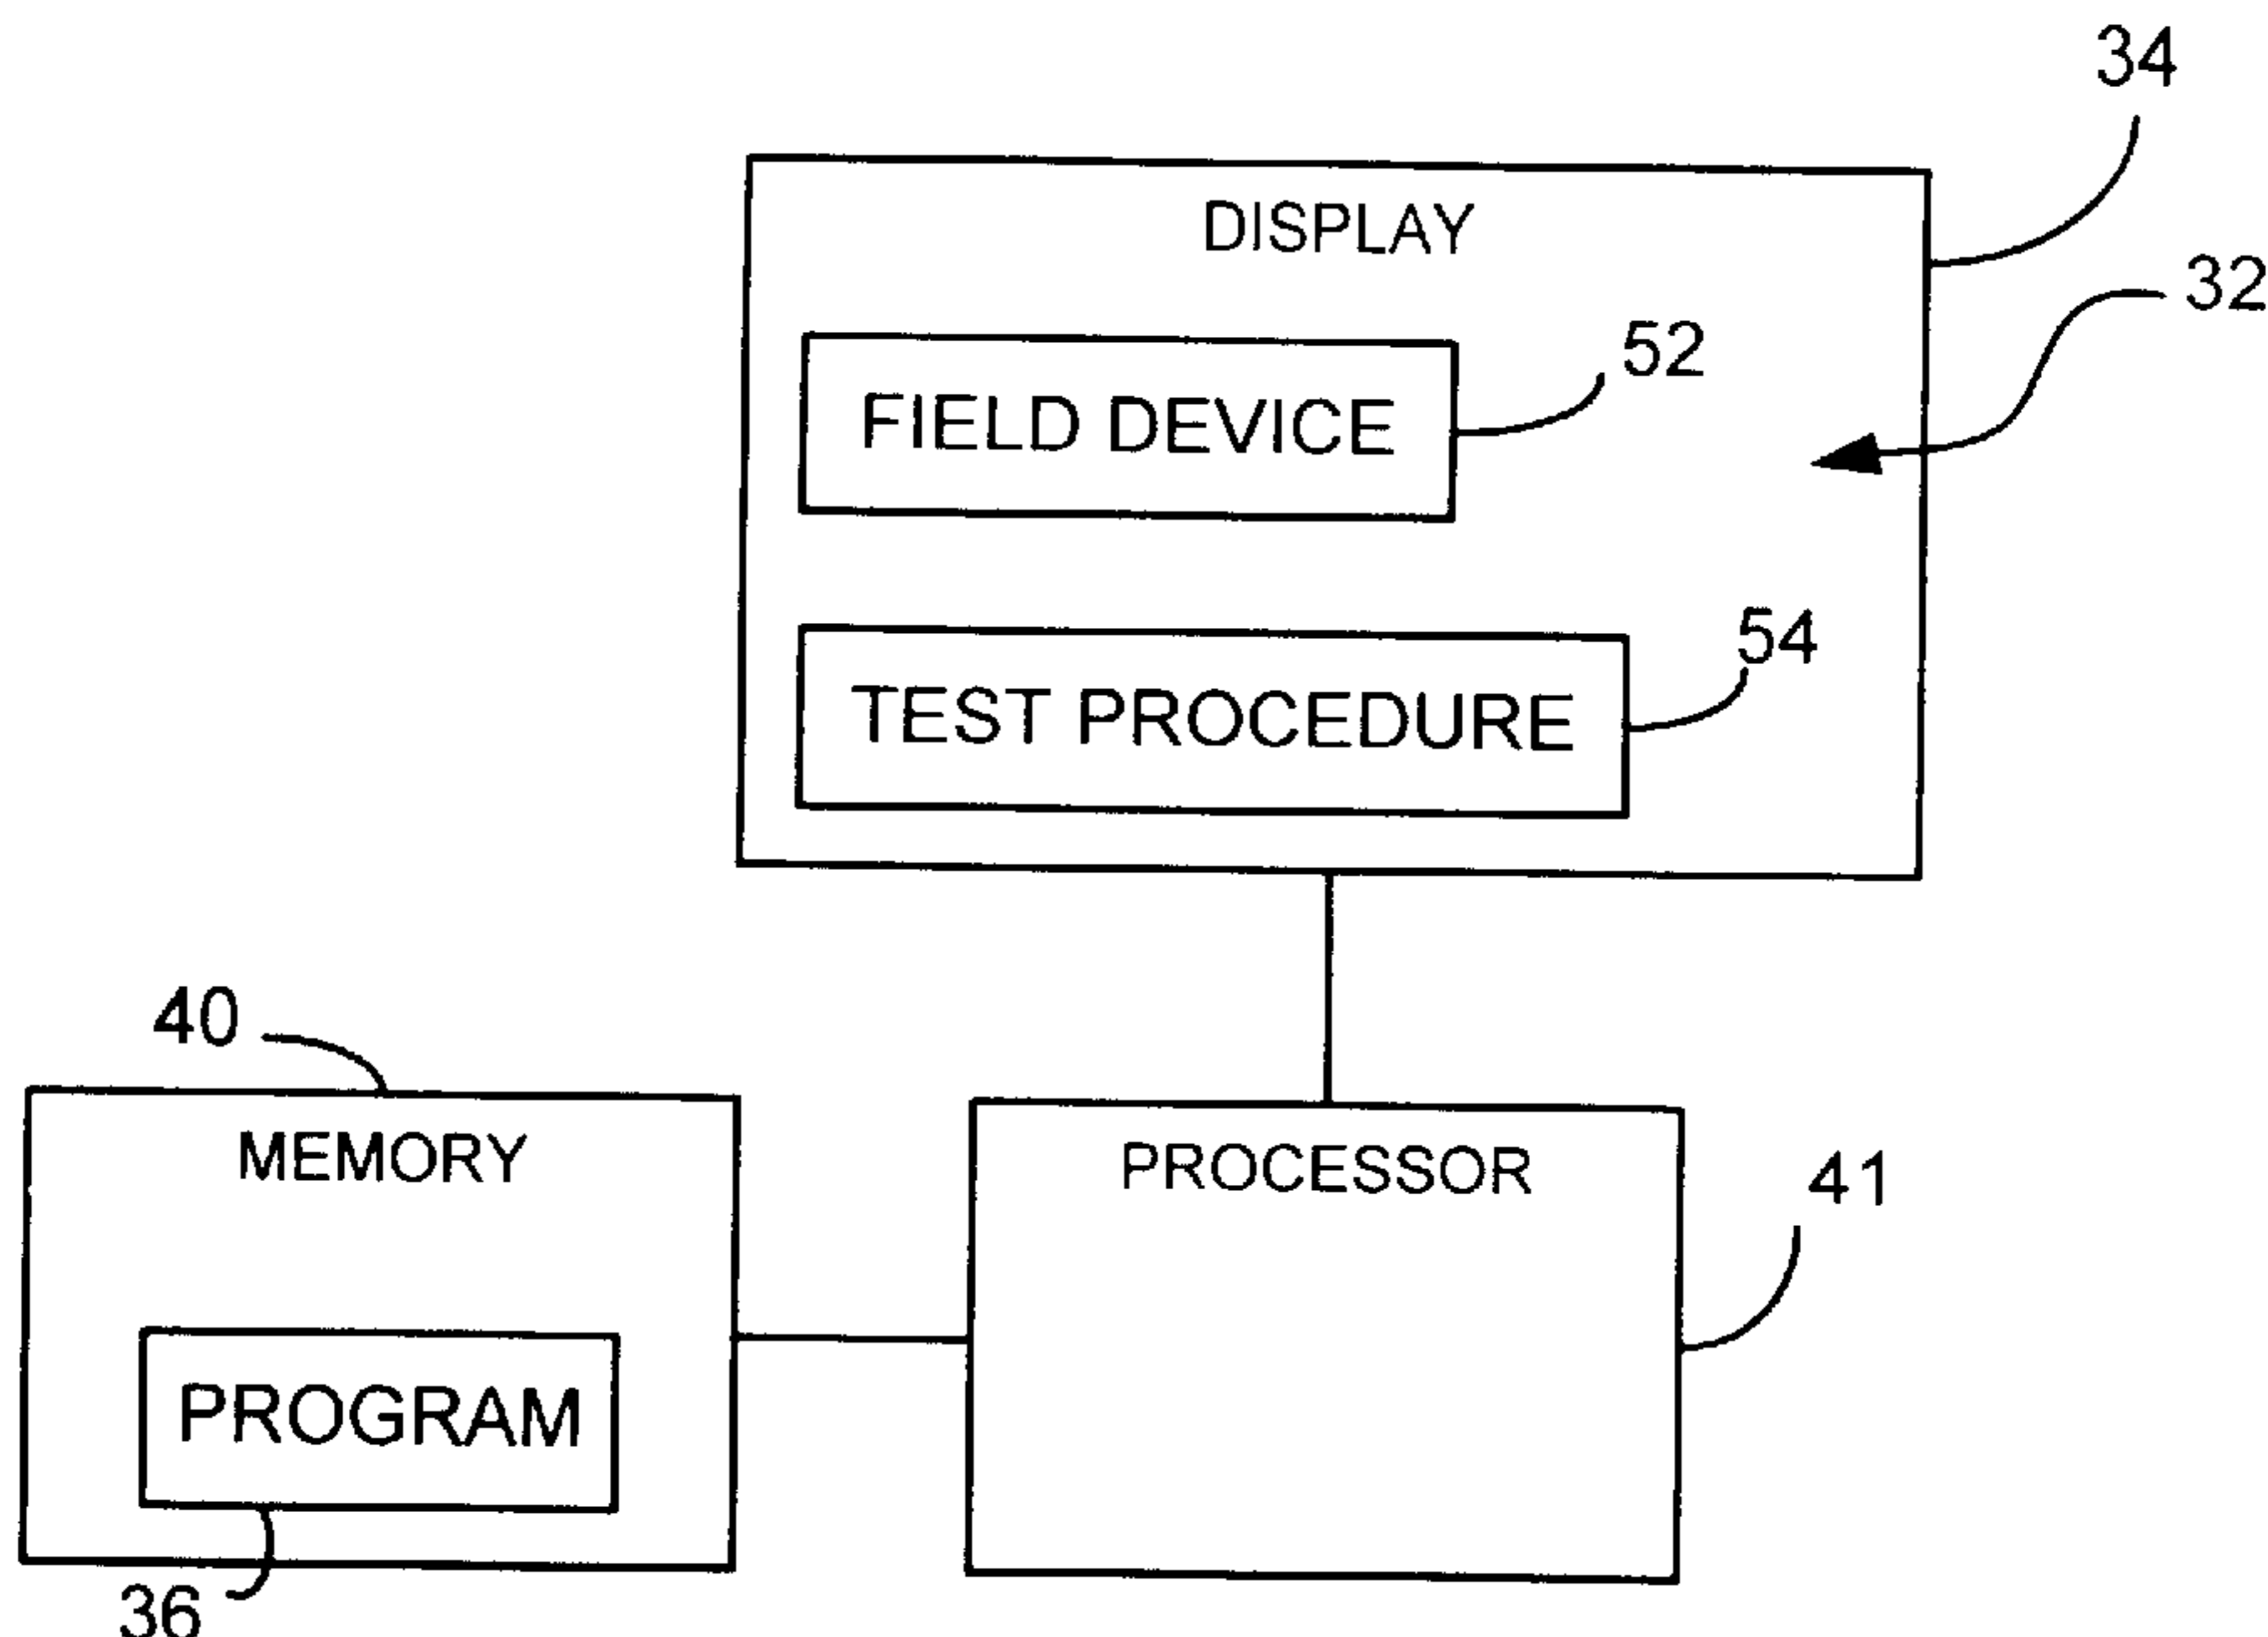 34
DISPLAY
32
52
FIELD DEVICE
54
TEST PROCEDURE
40
MEMORY
PROCESSOR
41
PROGRAM
36